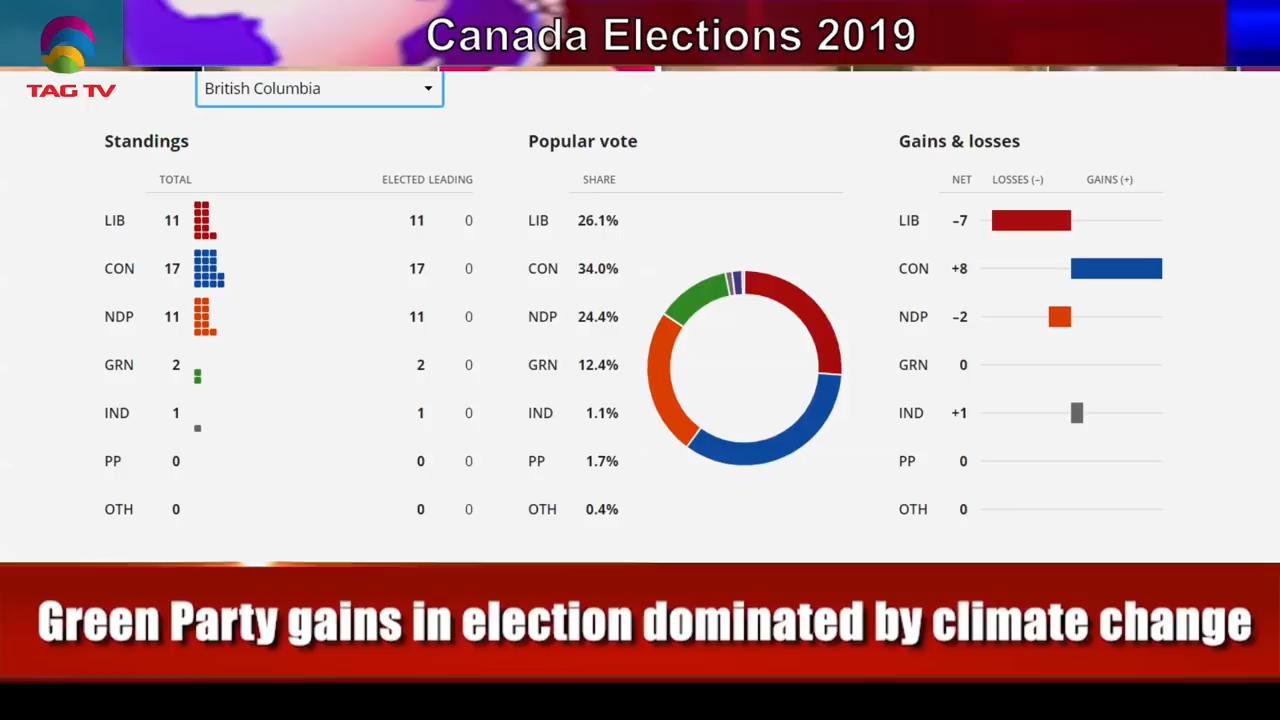 Canada Elections 2019
TAG TV
British Columbia
Standings
TOTAL ELECTED LEADING
LIB 11 11 0
CON 17 17 0
NDP 11 11 0
GRN 2 2 0
IND 1 1 0
PP 0 0 0
OTH 0 0 0
Popular vote
SHARE
LIB 26.1%
CON 34.0%
NDP 24.4%
GRN 12.4%
IND 1.1%
PP 1.7%
OTH 0.4%
Gains & losses
NET LOSSES (–) GAINS (+)
LIB –7
CON +8
NDP –2
GRN 0
IND +1
PP 0
OTH 0
Green Party gains in election dominated by climate change